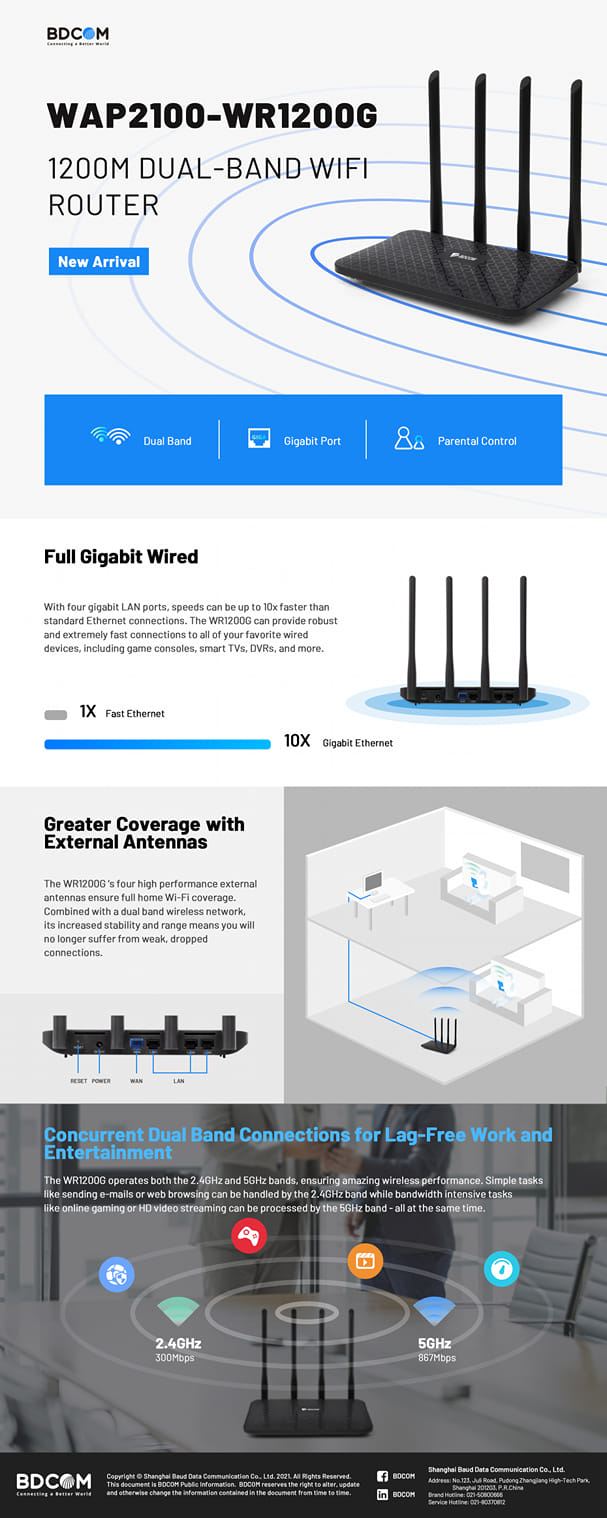 BDCOM
Connecting a Better World
WAP2100-WR1200G
1200M DUAL-BAND WIFI
ROUTER
New Arrival
BDCOM
Dual Band
GIGA
Gigabit Port
Parental Control
Full Gigabit Wired
With four gigabit LAN ports, speeds can be up to 10x faster than
standard Ethernet connections. The WR1200G can provide robust
and extremely fast connections to all of your favorite wired
devices, including game consoles, smart TVs, DVRs, and more.
1X Fast Ethernet
10X Gigabit Ethernet
Greater Coverage with
External Antennas
The WR1200G 's four high performance external
antennas ensure full home Wi-Fi coverage.
Combined with a dual band wireless network,
its increased stability and range means you will
no longer suffer from weak, dropped
connections.
RESET POWER WAN LAN
Concurrent Dual Band Connections for Lag-Free Work and
Entertainment
The WR1200G operates both the 2.4GHz and 5GHz bands, ensuring amazing wireless performance. Simple tasks
like sending e-mails or web browsing can be handled by the 2.4GHz band while bandwidth intensive tasks
like online gaming or HD video streaming can be processed by the 5GHz band - all at the same time.
2.4GHz
300Mbps
5GHz
867Mbps
BDCOM
Connecting a Better World
Copyright © Shanghai Baud Data Communication Co., Ltd. 2021. All Rights Reserved.
This document is BDCOM Public Information. BDCOM reserves the right to alter, update
and otherwise change the information contained in the document from time to time.
BDCOM
BDCOM
Shanghai Baud Data Communication Co., Ltd.
Address: No.123, Juli Road, Pudong Zhangjiang High-Tech Park,
Shanghai 201203, P.R.China
Brand Hotline: 021-50800666
Service Hotline: 021-80370812